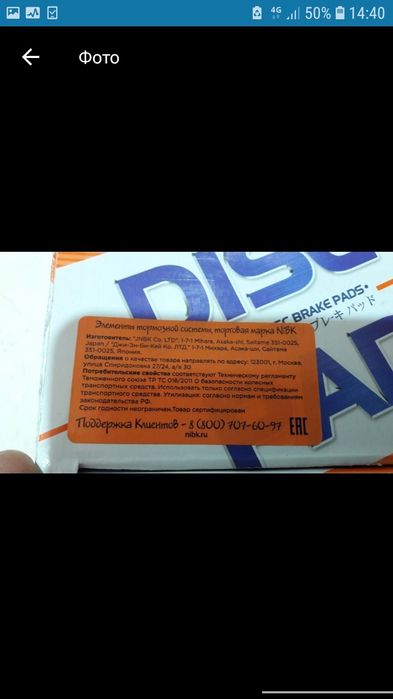 4G 50% 14:40
Фото
DISC
DISC BRAKE PADS
ブレーキ パッド
PAD
Элементы тормозной системы, торговая марка NiBK
Изготовитель: "JNBK Co. LTD", 1-7-1 Mihara, Asaka-shi, Saitama 351-0025,
Japan / "Джи-Эн-Би-Кей Ко. ЛТД." 1-7-1 Михара, Асака-ши, Сайтама
351-0025, Япония.
Обращения о качестве товара направлять по адресу: 123001, г. Москва,
улица Спиридоновка 27/24, а/я 30
Потребительские свойства соответствуют Техническому регламенту
Таможенного союза ТР ТС 018/2011 О безопасности колесных
транспортных средств. Использовать только согласно спецификации
транспортного средства. Утилизация: согласно нормам и требованиям
законодательства РФ.
Срок годности неограничен.Товар сертифицирован
Поддержка Клиентов - 8 (800) 707-60-97 EAC
nibk.ru